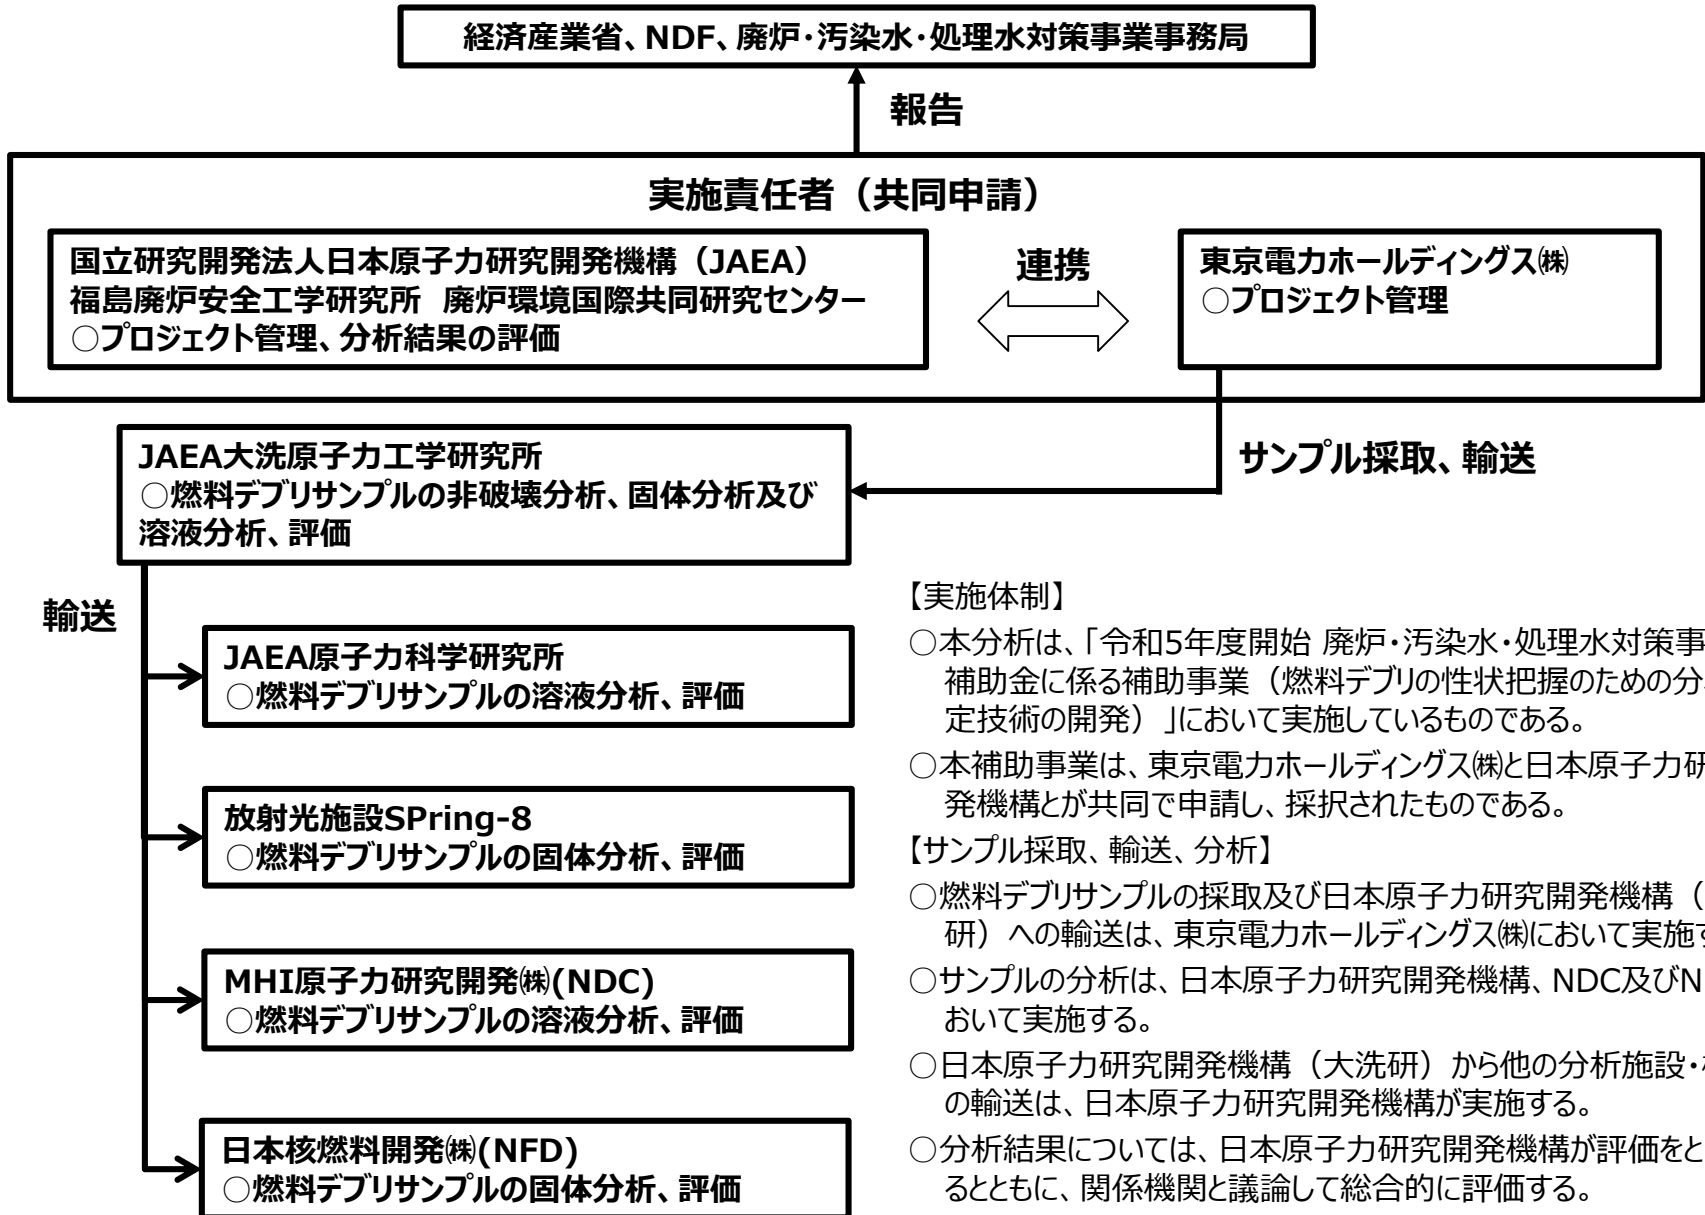 経済産業省、NDF、廃炉・汚染水・処理水対策事業事務局
報告
実施責任者（共同申請）
国立研究開発法人日本原子力研究開発機構（JAEA）
福島廃炉安全工学研究所 廃炉環境国際共同研究センター
○プロジェクト管理、分析結果の評価
連携
東京電力ホールディングス㈱
○プロジェクト管理
サンプル採取、輸送
JAEA大洗原子力工学研究所
○燃料デブリサンプルの非破壊分析、固体分析及び
溶液分析、評価
輸送
JAEA原子力科学研究所
○燃料デブリサンプルの溶液分析、評価
放射光施設SPring-8
○燃料デブリサンプルの固体分析、評価
MHI原子力研究開発㈱(NDC)
○燃料デブリサンプルの溶液分析、評価
日本核燃料開発㈱(NFD)
○燃料デブリサンプルの固体分析、評価
【実施体制】
○本分析は、「令和5年度開始 廃炉・汚染水・処理水対策事
補助金に係る補助事業（燃料デブリの性状把握のための分
定技術の開発）」において実施しているものである。
○本補助事業は、東京電力ホールディングス㈱と日本原子力研
発機構とが共同で申請し、採択されたものである。
【サンプル採取、輸送、分析】
○燃料デブリサンプルの採取及び日本原子力研究開発機構（
研）への輸送は、東京電力ホールディングス㈱において実施
○サンプルの分析は、日本原子力研究開発機構、NDC及びN
おいて実施する。
○日本原子力研究開発機構（大洗研）から他の分析施設・
の輸送は、日本原子力研究開発機構が実施する。
○分析結果については、日本原子力研究開発機構が評価をと
るとともに、関係機関と議論して総合的に評価する。